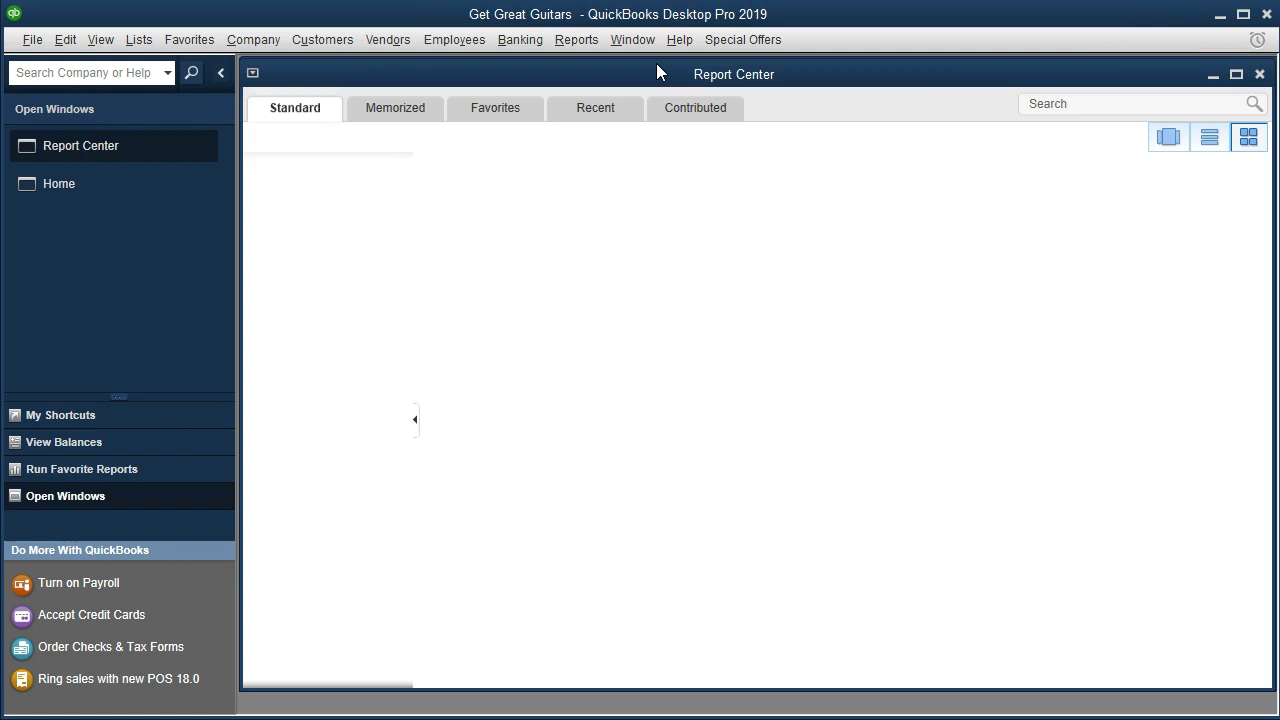 Get Great Guitars - QuickBooks Desktop Pro 2019
File Edit View Lists Favorites Company Customers Vendors Employees Banking Reports Window Help Special Offers
Search Company or Help
Report Center
Open Windows
Standard Memorized Favorites Recent Contributed
Search
Report Center
Home
My Shortcuts
View Balances
Run Favorite Reports
Open Windows
Do More With QuickBooks
Turn on Payroll
Accept Credit Cards
Order Checks & Tax Forms
Ring sales with new POS 18.0